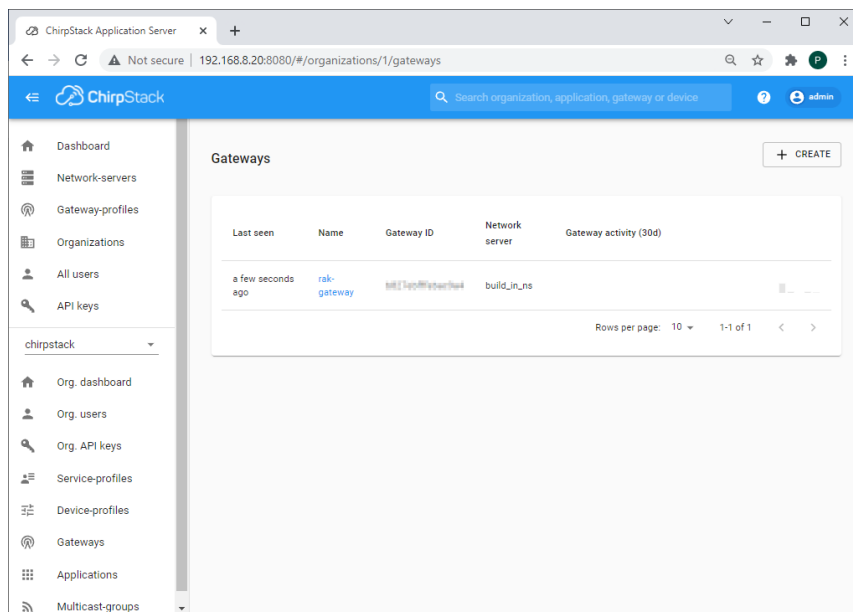 ChirpStack Application Server
Not secure | 192.168.8.20:8080/#/organizations/1/gateways
P
ChirpStack
Search organization, application, gateway or device
?
admin
Dashboard
Network-servers
Gateway-profiles
Organizations
All users
API keys
chirpstack
Org. dashboard
Org. users
Org. API keys
Service-profiles
Device-profiles
Gateways
Applications
Multicast-groups
Gateways
+ CREATE
Last seen Name Gateway ID Network server Gateway activity (30d)
a few seconds rak- build_in_ns
ago gateway
Rows per page: 10 1-1 of 1